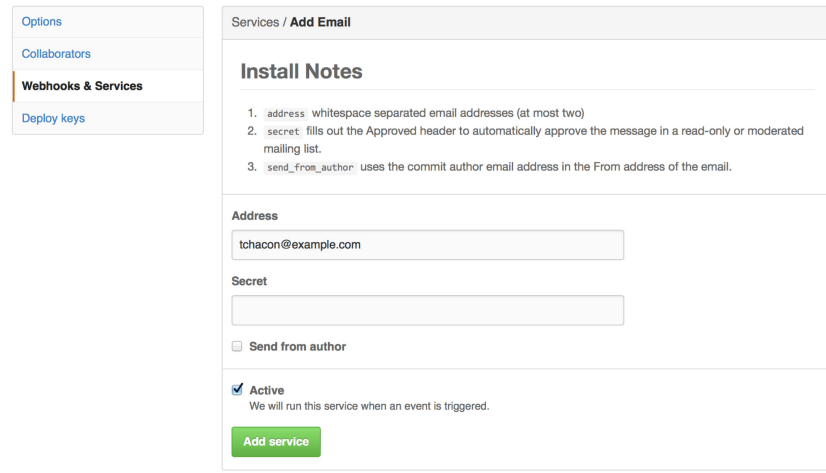 Options
Collaborators
Webhooks & Services
Deploy keys
Services / Add Email
Install Notes
1. address whitespace separated email addresses (at most two)
2. secret fills out the Approved header to automatically approve the message in a read-only or moderated
mailing list.
3. send_from_author uses the commit author email address in the From address of the email.
Address
tchacon@example.com
Secret
Send from author
Active
We will run this service when an event is triggered.
Add service